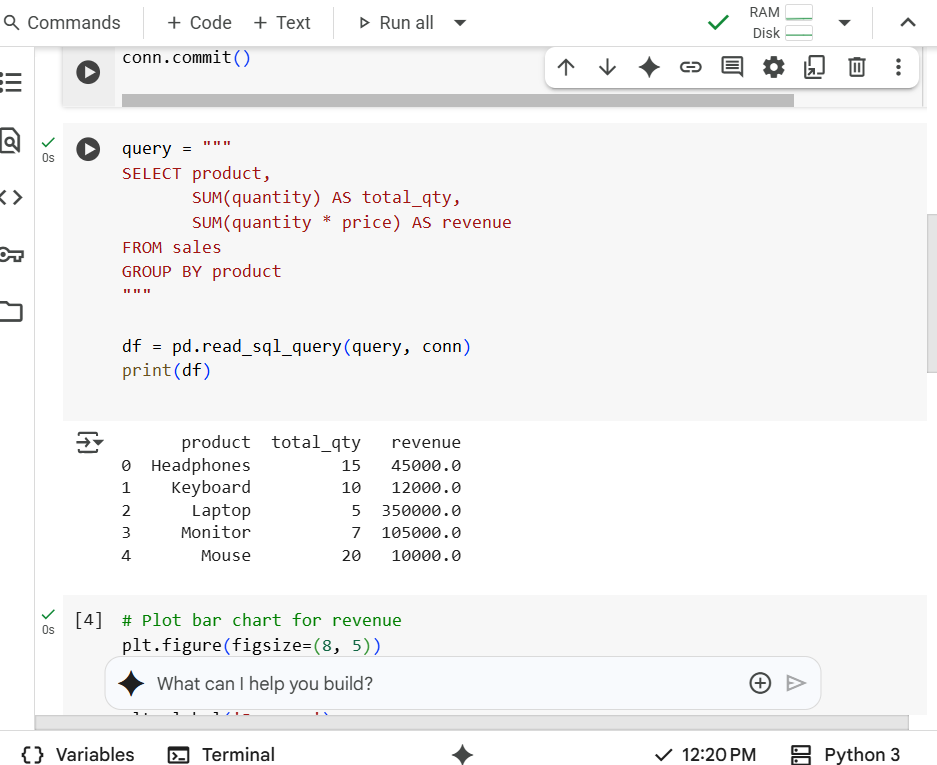 Commands + Code + Text Run all RAM
Disk
conn.commit()
0s
query = """
SELECT product,
       SUM(quantity) AS total_qty,
       SUM(quantity * price) AS revenue
FROM sales
GROUP BY product
"""
df = pd.read_sql_query(query, conn)
print(df)
      product  total_qty   revenue
0  Headphones         15   45000.0
1    Keyboard         10   12000.0
2      Laptop          5  350000.0
3     Monitor          7  105000.0
4       Mouse         20   10000.0
[4] # Plot bar chart for revenue
0s
plt.figure(figsize=(8, 5))
What can I help you build?
{} Variables Terminal 12:20 PM Python 3